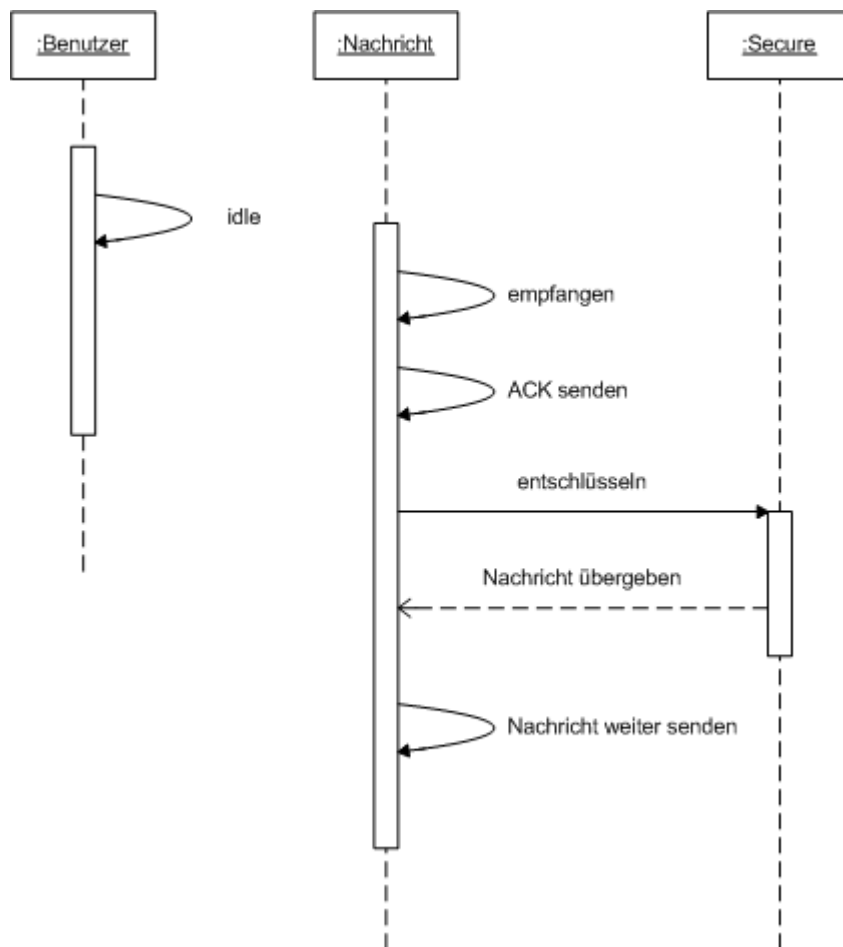 :Benutzer
:Nachricht
:Secure
idle
empfangen
ACK senden
entschlüsseln
Nachricht übergeben
Nachricht weiter senden